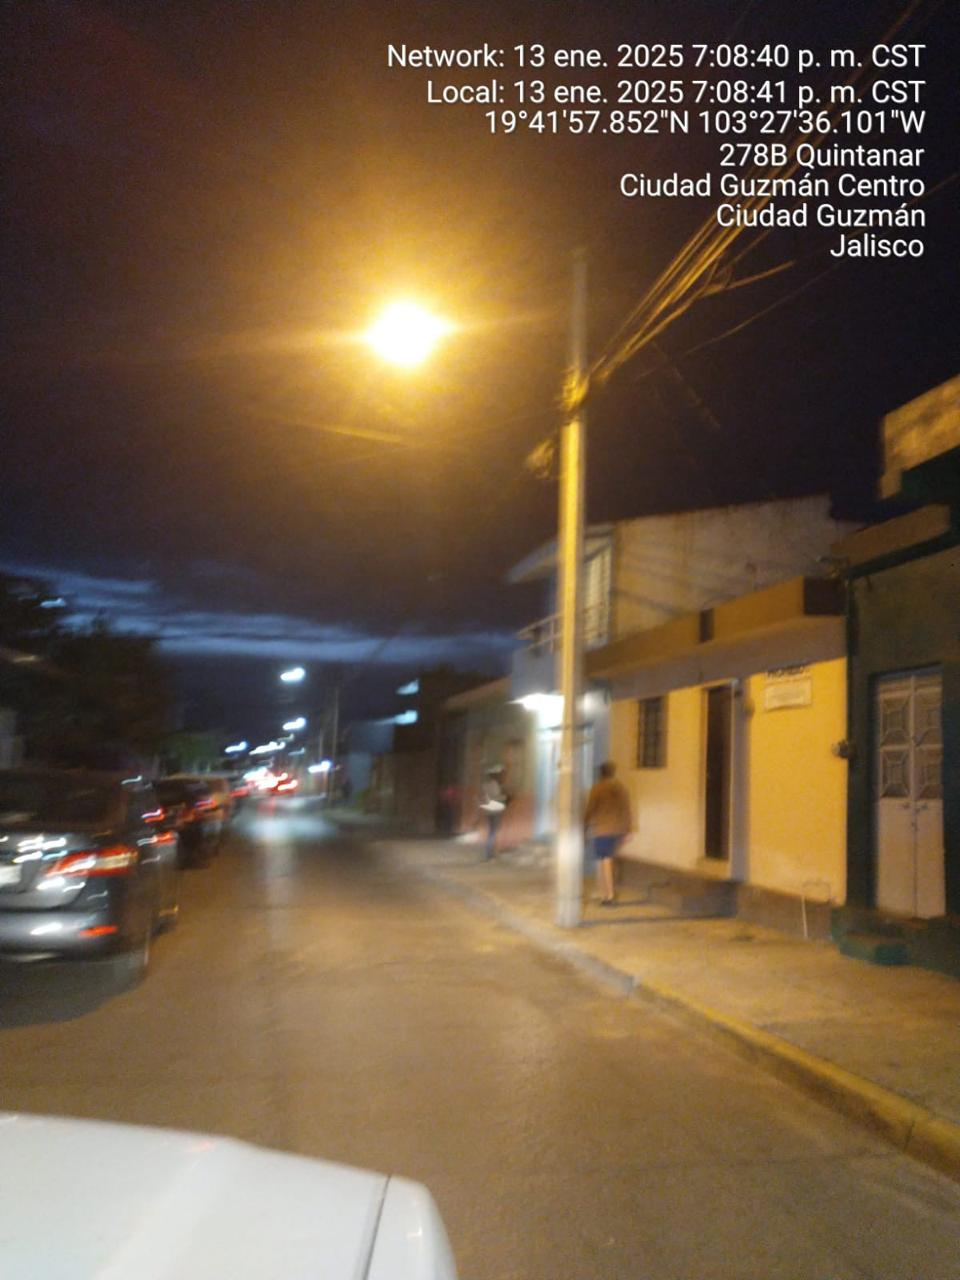 Network: 13 ene. 2025 7:08:40 p. m. CST
Local: 13 ene. 2025 7:08:41 p. m. CST
19°41'57.852"N 103°27'36.101"W
278B Quintanar
Ciudad Guzmán Centro
Ciudad Guzmán
Jalisco